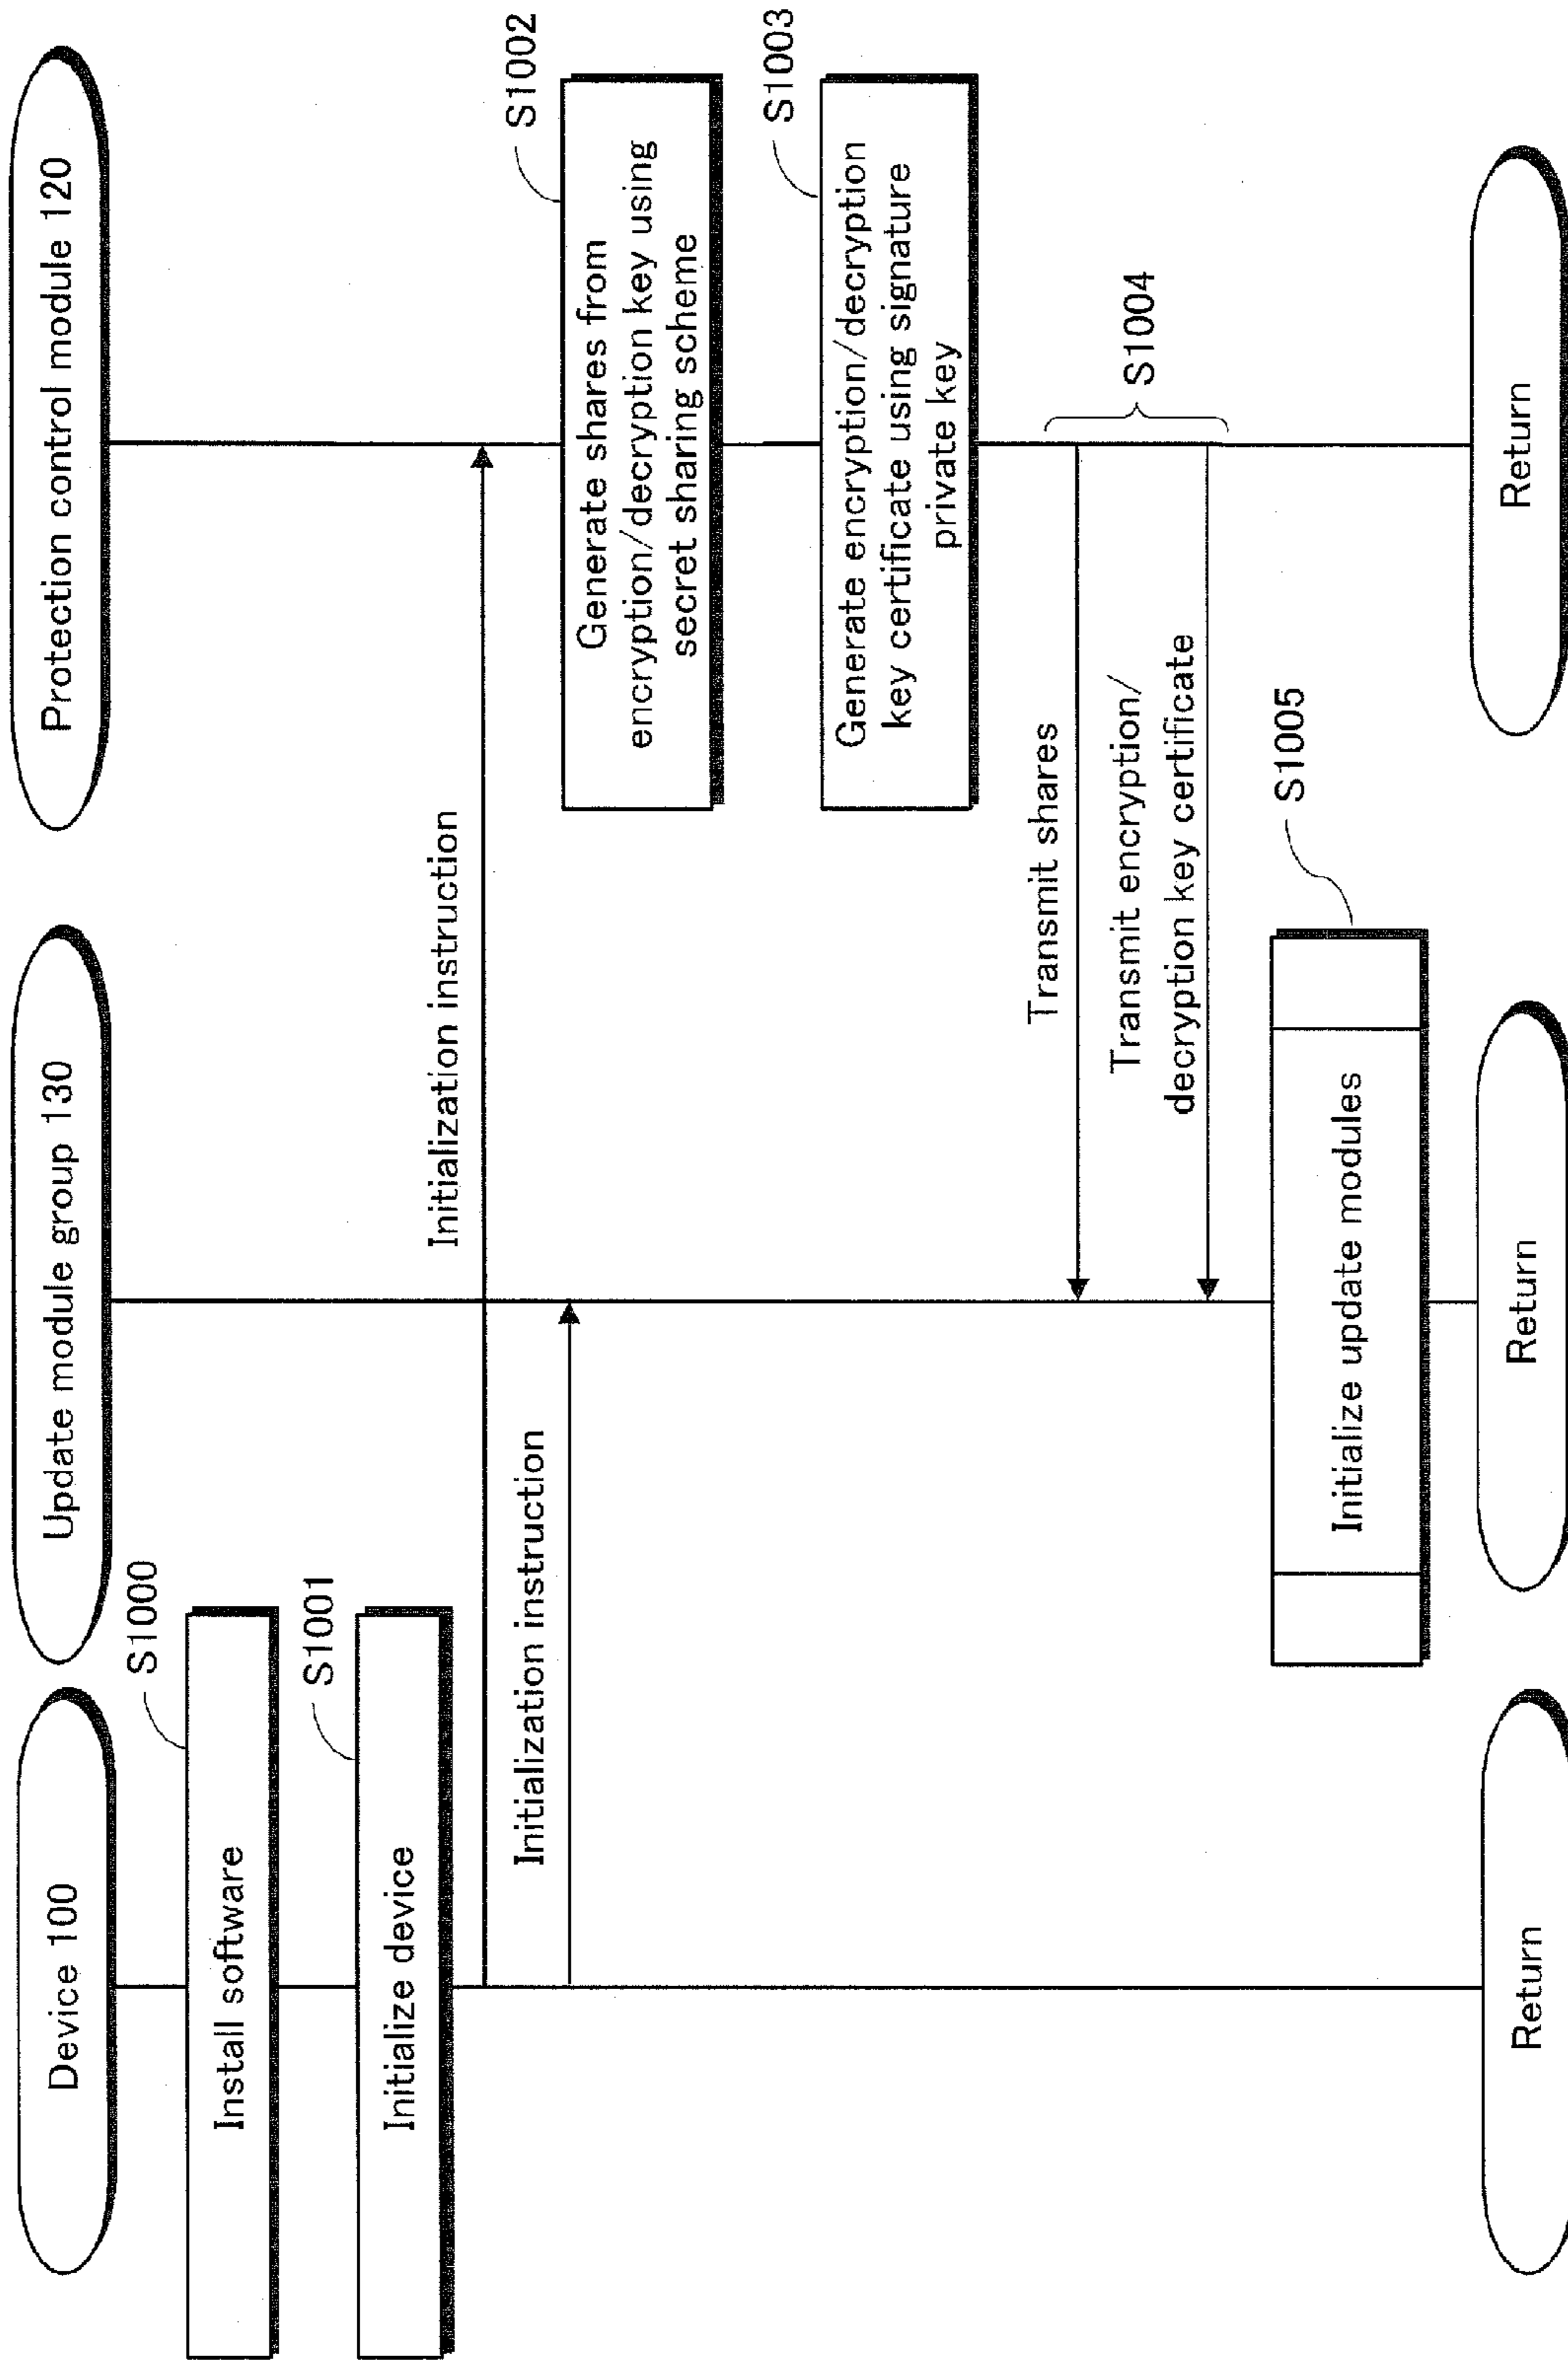 Device 100
Update module group 130
Protection control module 120
S1000
Install software
S1001
Initialize device
Initialization instruction
Initialization instruction
S1002
Generate shares from
encryption/decryption key using
secret sharing scheme
S1003
Generate encryption/decryption
key certificate using signature
private key
Transmit shares
S1004
Transmit encryption/
decryption key certificate
S1005
Initialize update modules
Return
Return
Return